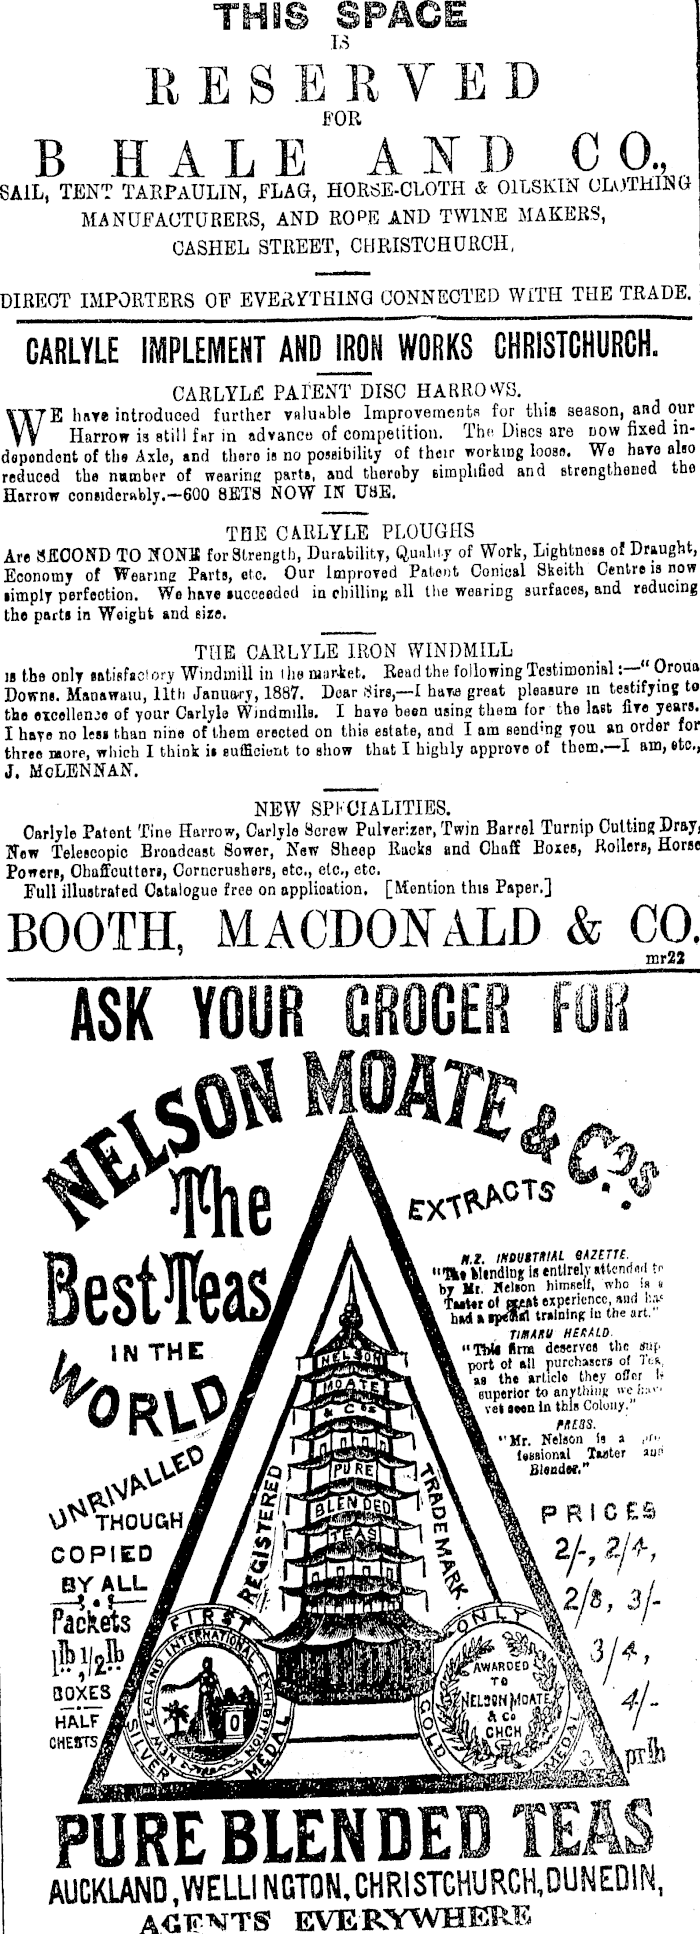 THIS SPACE
IS
RESERVED
FOR
B HALE AND CO.,
SAIL, TENT TARPAULIN, FLAG, HORSE-CLOTH & OILSKIN CLOTHING
MANUFACTURERS, AND ROPE AND TWINE MAKERS,
CASHEL STREET, CHRISTCHURCH,
DIRECT IMPORTERS OF EVERYTHING CONNECTED WITH THE TRADE.
CARLYLE IMPLEMENT AND IRON WORKS CHRISTCHURCH.
CARLYLE PATENT DISC HARROWS.
WE have introduced further valuable Improvements for this season, and our
Harrow is still far in advance of competition. The Discs are now fixed in-
dependent of the Axle, and there is no possibility of their working loose. We have also
reduced the number of wearing parts, and thereby simplified and strengthened the
Harrow considerably.—600 SETS NOW IN USE.
THE CARLYLE PLOUGHS
Are SECOND TO NONE for Strength, Durability, Quality of Work, Lightness of Draught,
Economy of Wearing Parts, etc. Our Improved Patent Conical Skeith Centre is now
simply perfection. We have succeeded in chilling all the wearing surfaces, and reducing
the parts in Weight and size.
THE CARLYLE IRON WINDMILL
is the only satisfactory Windmill in the market. Read the following Testimonial:—"Oroua
Downs. Manawatu, 11th January, 1887. Dear Sirs,—I have great pleasure in testifying to
the excellence of your Carlyle Windmills. I have been using them for the last five years.
I have no less than nine of them erected on this estate, and I am sending you an order for
three more, which I think is sufficient to show that I highly approve of them.—I am, etc.,
J. McLENNAN.
NEW SPECIALITIES.
Carlyle Patent Tine Harrow, Carlyle Screw Pulverizer, Twin Barrel Turnip Cutting Dray,
New Telescopic Broadcast Sower, New Sheep Racks and Chaff Boxes, Rollers, Horse
Powers, Chaffcutters, Corncrushers, etc., etc., etc.
Full illustrated Catalogue free on application. [Mention this Paper.]
BOOTH, MACDONALD & CO.
mr22
ASK YOUR GROCER FOR
NELSON MOATE & Cos.
The
Best Teas
IN THE
WORLD
UNRIVALLED
THOUGH
COPIED
BY ALL
Packets
1lb 1/2lb
BOXES
HALF
CHESTS
EXTRACTS
N.Z. INDUSTRIAL GAZETTE.
"The blending is entirely attended to
by Mr. Nelson himself, who is a
Taster of great experience, and has
had a special training in the art."
TIMARU HERALD.
"This firm deserves the sup
port of all purchasers of Tea,
as the article they offer is
superior to anything we have
yet seen in this Colony."
PRESS.
"Mr. Nelson is a pro
fessional Taster and
Blender."
PRICES
2/-, 2/4,
2/8, 3/-
3/4,
4/-
prlb
NELSON
MOATE
& Cos
PURE
BLENDED
TEAS
REGISTERED
TRADE MARK
FIRST
SILVER MEDAL
NEW ZEALAND INTERNATIONAL EXHIBITION
ONLY
GOLD MEDAL
AWARDED
TO
NELSON MOATE
& Co
CHCH
PURE BLENDED TEAS
AUCKLAND, WELLINGTON, CHRISTCHURCH, DUNEDIN,
AGENTS EVERYWHERE